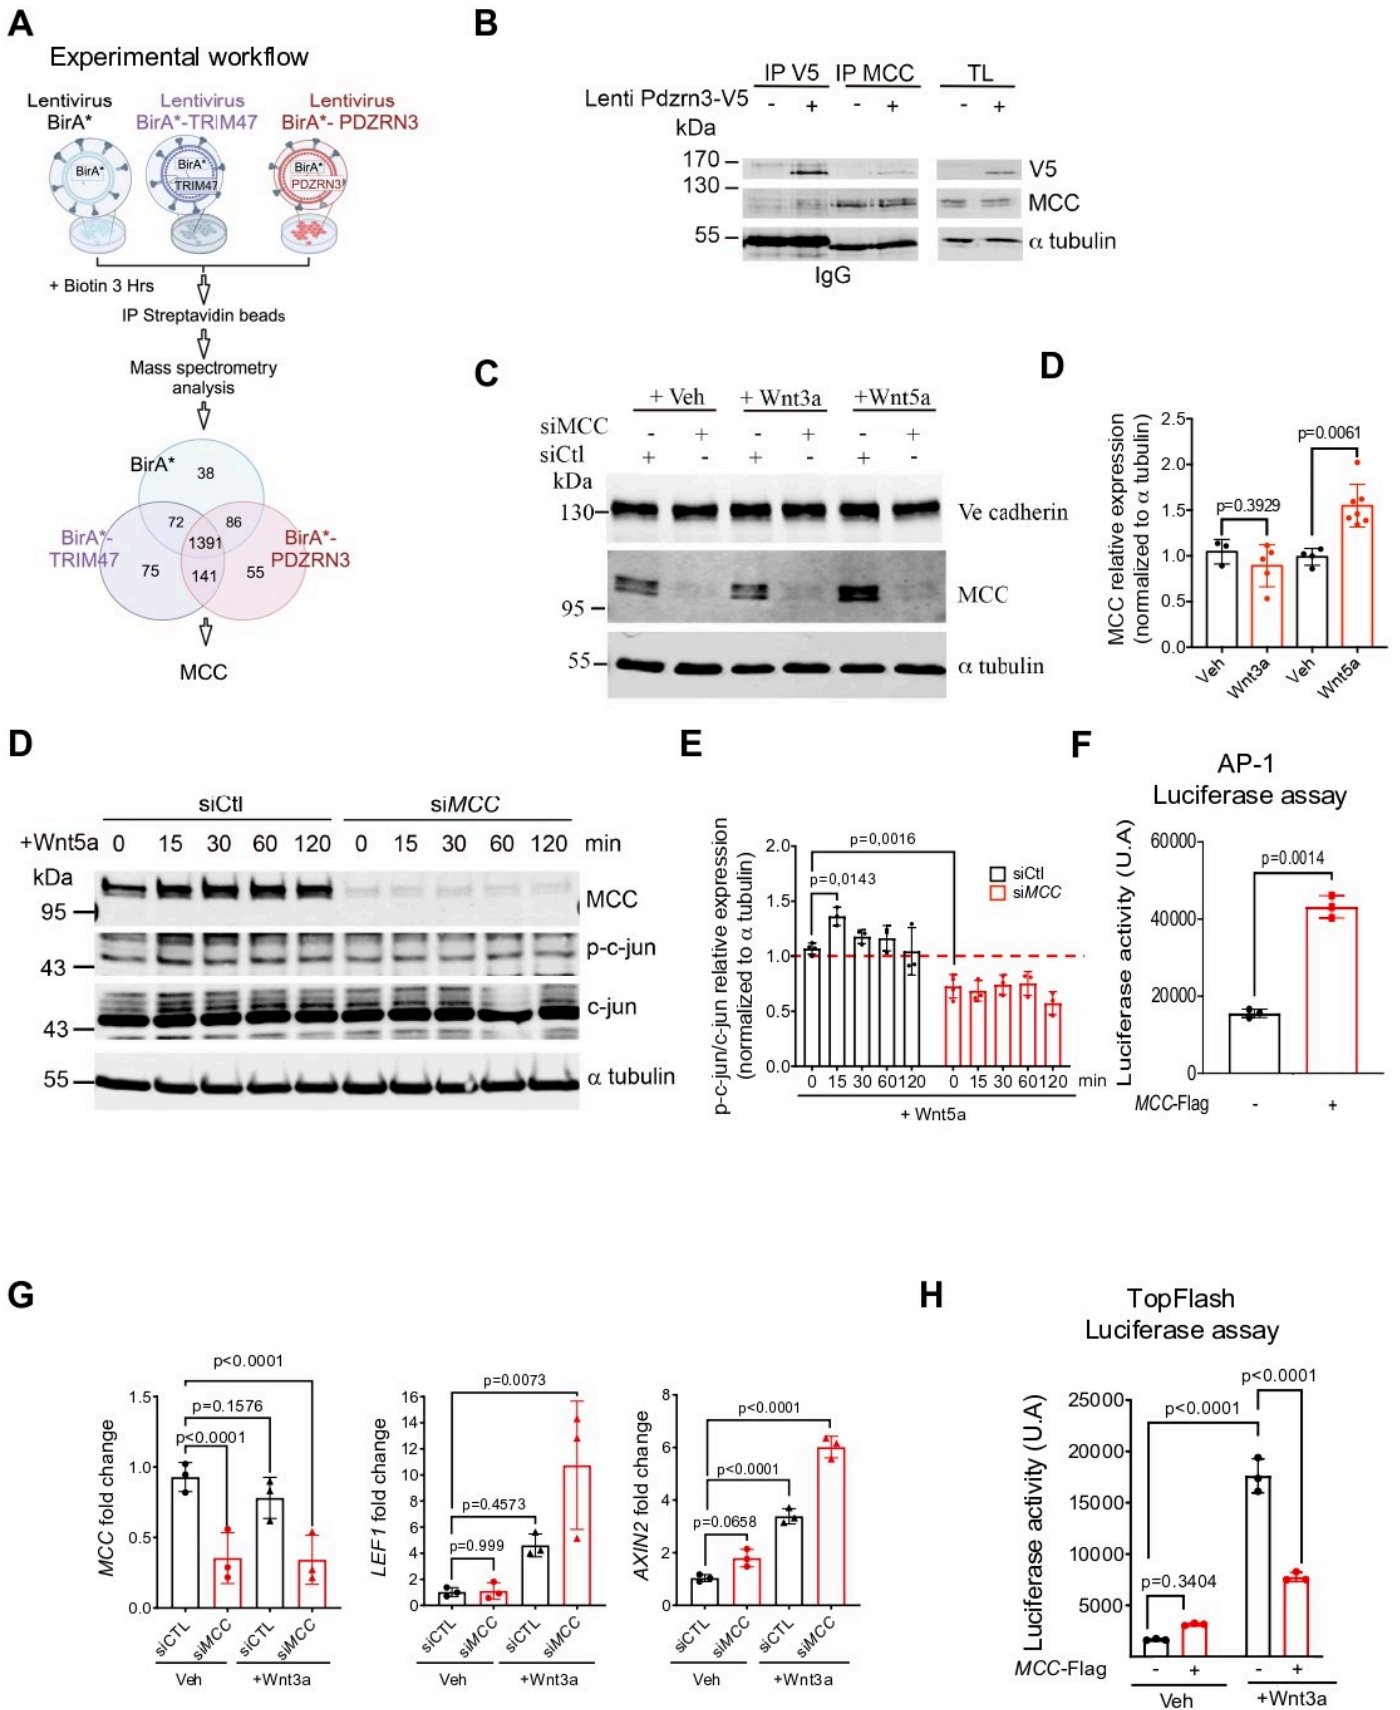 A
Experimental workflow
Lentivirus
BirA*
Lentivirus
BirA*-TRIM47
Lentivirus
BirA*- PDZRN3
BirA*
BirA*
TRIM47
BirA*
PDZRN3
+ Biotin 3 Hrs
IP Streptavidin beads
Mass spectrometry
analysis
BirA*
38
72
86
1391
BirA*-
TRIM47
BirA*-
PDZRN3
75
141
55
MCC
B
IP V5 IP MCC TL
Lenti Pdzrn3-V5 - + - + - +
kDa
170
130
55
V5
MCC
α tubulin
IgG
C
+ Veh + Wnt3a +Wnt5a
siMCC - + - + - +
siCtl + - + - + -
kDa
130
95
55
Ve cadherin
MCC
α tubulin
D
MCC relative expression
(normalized to α tubulin)
2.5
2.0
1.5
1.0
0.5
0.0
p=0.3929
p=0.0061
Veh
Wnt3a
Veh
Wnt5a
D
siCtl siMCC
+Wnt5a 0 15 30 60 120 0 15 30 60 120 min
kDa
95
43
43
55
MCC
p-c-jun
c-jun
α tubulin
E
p-c-jun/c-jun relative expression
(normalized to α tubulin)
2.0
1.5
1.0
0.5
0.0
p=0,0016
p=0,0143
siCtl
siMCC
0 15 30 60 120 0 15 30 60 120 min
+ Wnt5a
F
AP-1
Luciferase assay
Luciferase activity (U.A)
60000
40000
20000
0
p=0.0014
MCC-Flag - +
G
MCC fold change
1.5
1.0
0.5
0.0
p<0.0001
p=0.1576
p<0.0001
siCTL
siMCC
siCTL
siMCC
Veh +Wnt3a
LEF1 fold change
16
14
12
10
8
6
4
2
0
p=0.0073
p=0.4573
p=0.999
siCTL
siMCC
siCTL
siMCC
Veh +Wnt3a
AXIN2 fold change
8
6
4
2
0
p<0.0001
p<0.0001
p=0.0658
siCTL
siMCC
siCTL
siMCC
Veh +Wnt3a
H
TopFlash
Luciferase assay
Luciferase activity (U.A)
25000
20000
15000
10000
5000
p<0.0001
p<0.0001
p=0.3404
MCC-Flag - + - +
Veh +Wnt3a